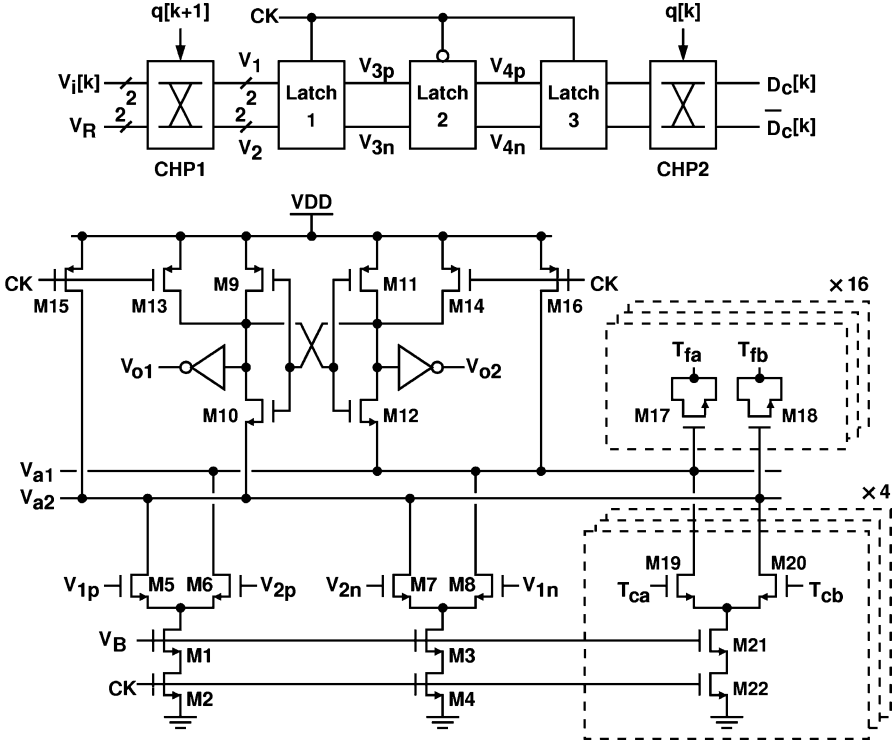 q[k+1] CK q[k]
Vi[k] 2 V1 2 V3p V4p Dc[k]
Latch 1 Latch 2 Latch 3
VR 2 2 V2 V3n V4n Dc[k]
CHP1 CHP2
VDD
CK M15 M13 M9 M11 M14 M16 CK
×16
Tfa Tfb
Vo1 Vo2
M17 M18
M10 M12
Va1
Va2
×4
M19 M20
V1p M5 M6 V2p V2n M7 M8 V1n Tca Tcb
VB M1 M3 M21
CK M2 M4 M22